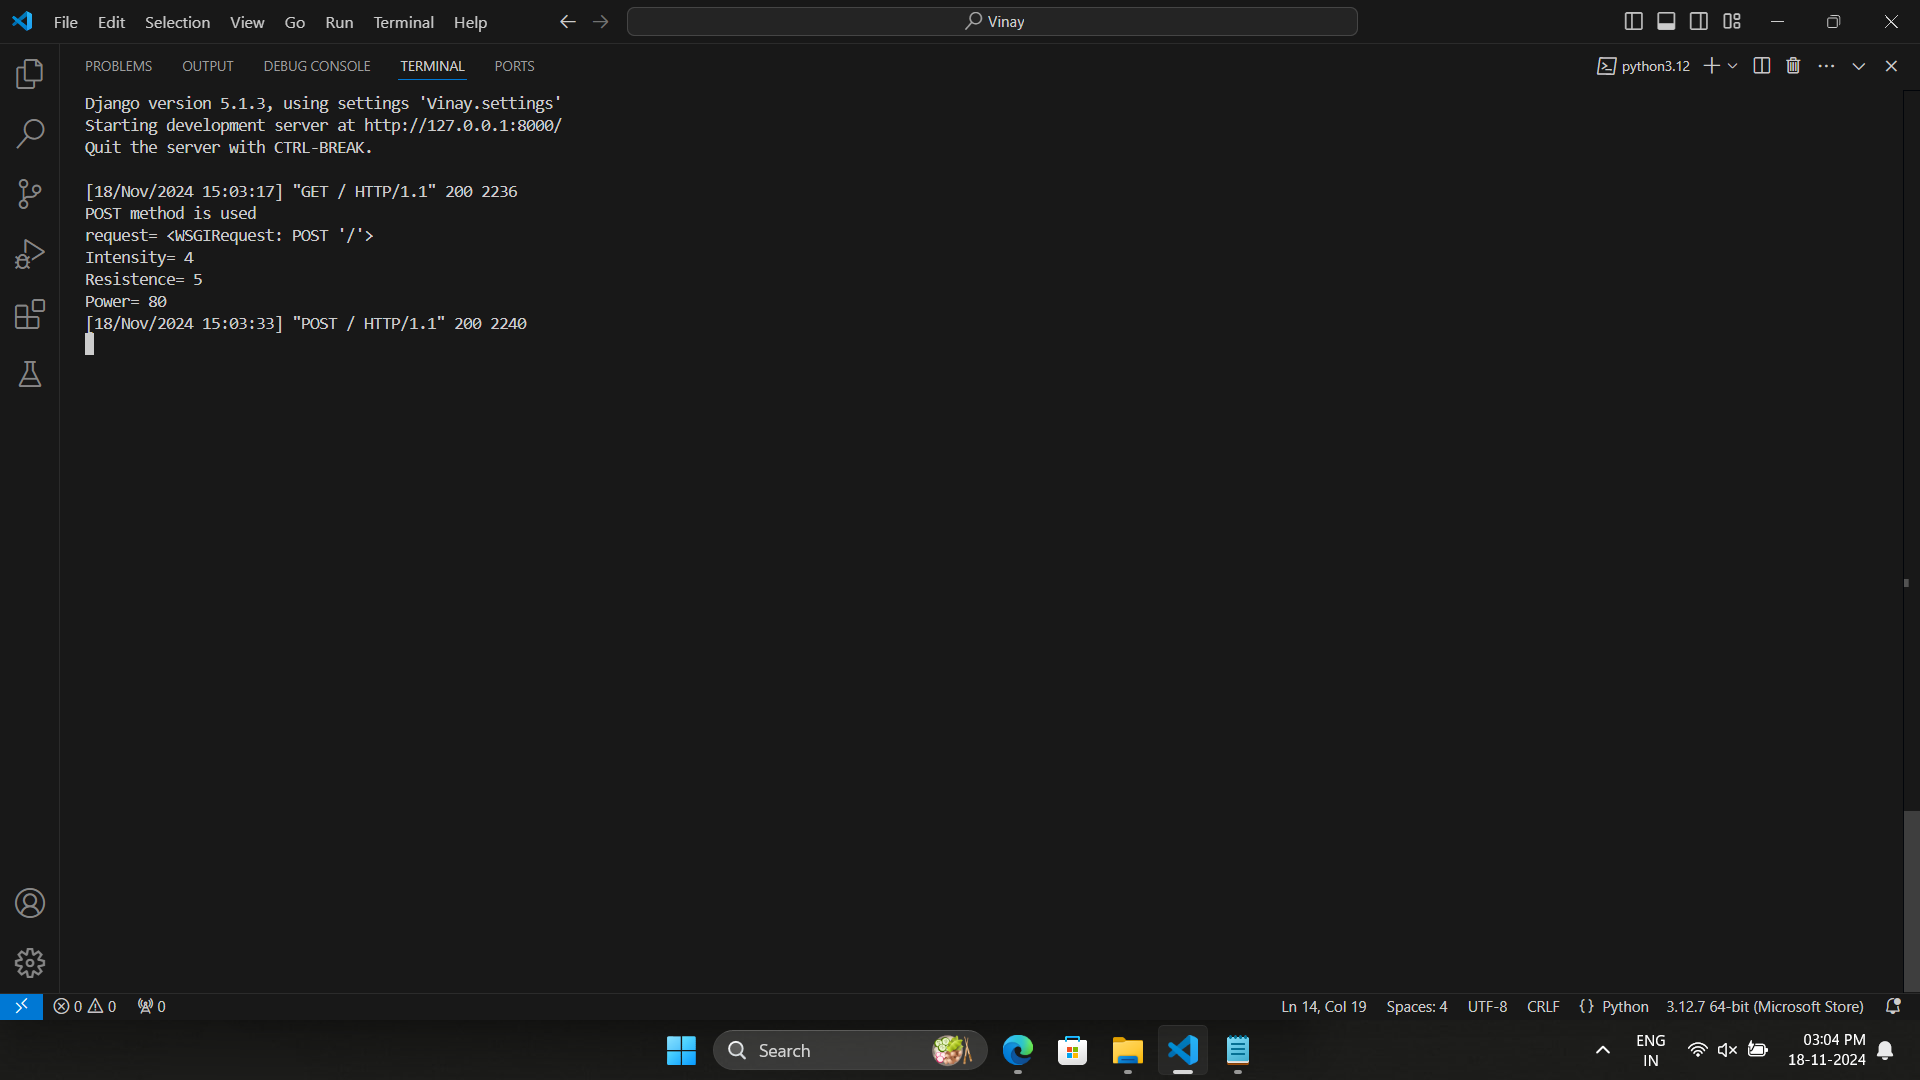 File Edit Selection View Go Run Terminal Help
Vinay
PROBLEMS OUTPUT DEBUG CONSOLE TERMINAL PORTS
python3.12
Django version 5.1.3, using settings 'Vinay.settings'
Starting development server at http://127.0.0.1:8000/
Quit the server with CTRL-BREAK.
[18/Nov/2024 15:03:17] "GET / HTTP/1.1" 200 2236
POST method is used
request= <WSGIRequest: POST '/'>
Intensity= 4
Resistence= 5
Power= 80
[18/Nov/2024 15:03:33] "POST / HTTP/1.1" 200 2240
0 0 0
Ln 14, Col 19 Spaces: 4 UTF-8 CRLF {} Python 3.12.7 64-bit (Microsoft Store)
Search
ENG
IN
03:04 PM
18-11-2024